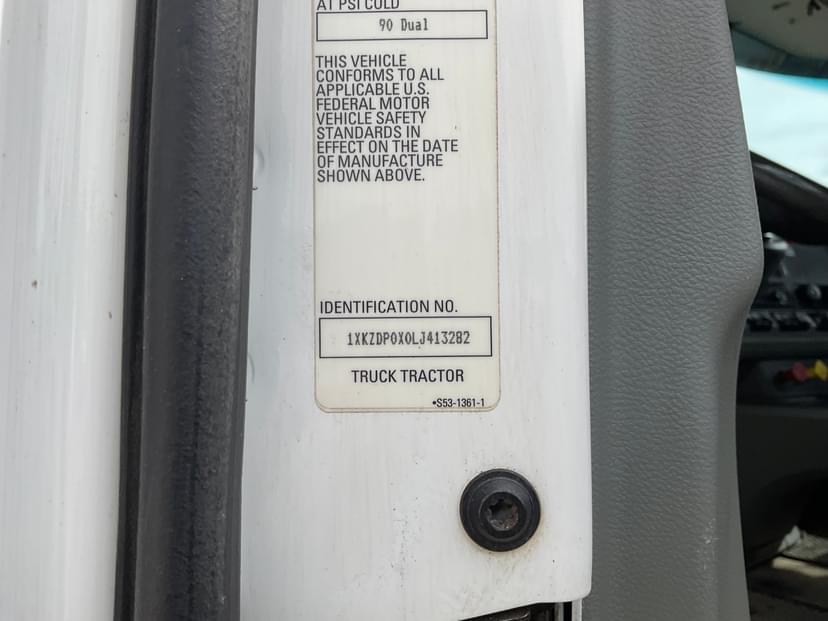 AT PSI COLD
90 Dual
THIS VEHICLE
CONFORMS TO ALL
APPLICABLE U.S.
FEDERAL MOTOR
VEHICLE SAFETY
STANDARDS IN
EFFECT ON THE DATE
OF MANUFACTURE
SHOWN ABOVE.
IDENTIFICATION NO.
1XKZDP0X0LJ413282
TRUCK TRACTOR
•S53-1361-1